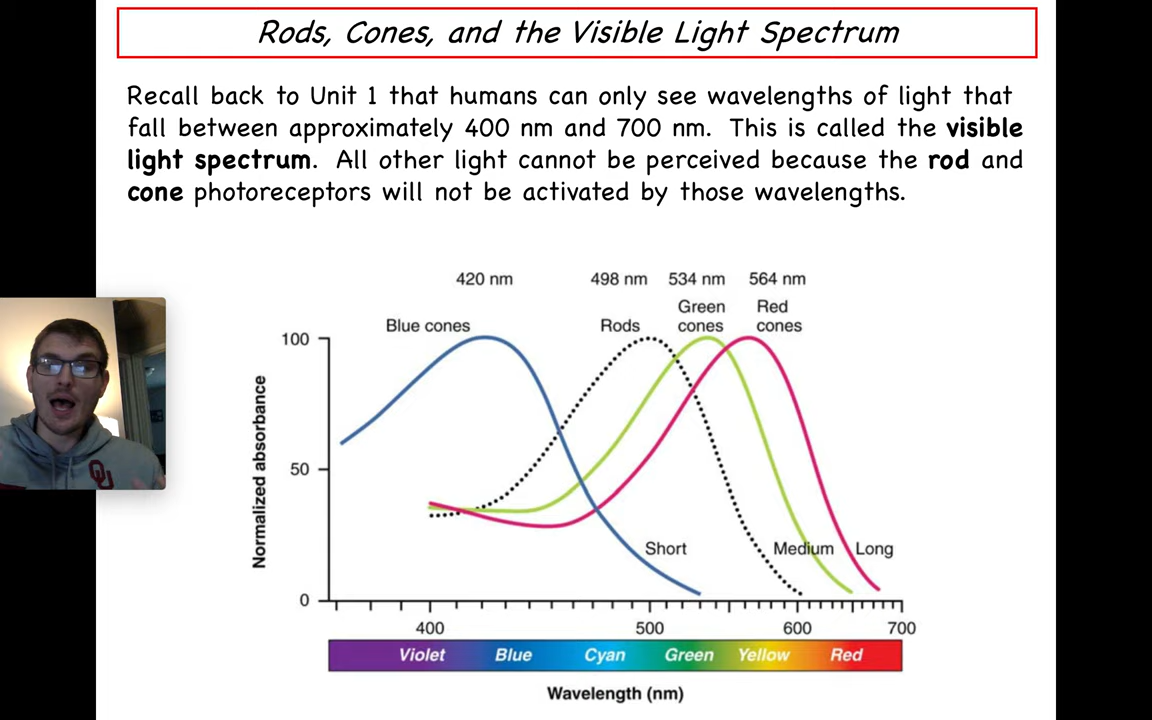 Rods, Cones, and the Visible Light Spectrum
Recall back to Unit 1 that humans can only see wavelengths of light that
fall between approximately 400 nm and 700 nm. This is called the visible
light spectrum. All other light cannot be perceived because the rod and
cone photoreceptors will not be activated by those wavelengths.
420 nm 498 nm 534 nm 564 nm
Blue cones Rods Green cones Red cones
100
50
0
Normalized absorbance
Short Medium Long
400 500 600 700
Violet Blue Cyan Green Yellow Red
Wavelength (nm)
OU